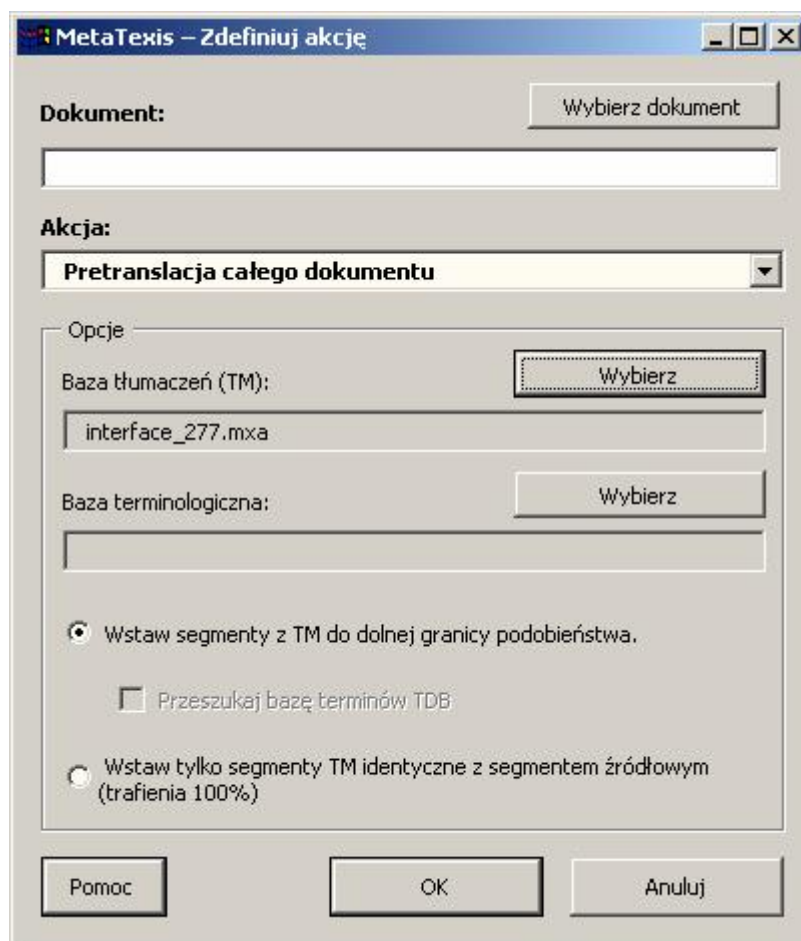 MetaTexis – Zdefiniuj akcję
Dokument:
Wybierz dokument
Akcja:
Pretranslacja całego dokumentu
Opcje
Baza tłumaczeń (TM):
Wybierz
interface_277.mxa
Baza terminologiczna:
Wybierz
Wstaw segmenty z TM do dolnej granicy podobieństwa.
Przeszukaj bazę terminów TDB
Wstaw tylko segmenty TM identyczne z segmentem źródłowym
(trafienia 100%)
Pomoc
OK
Anuluj